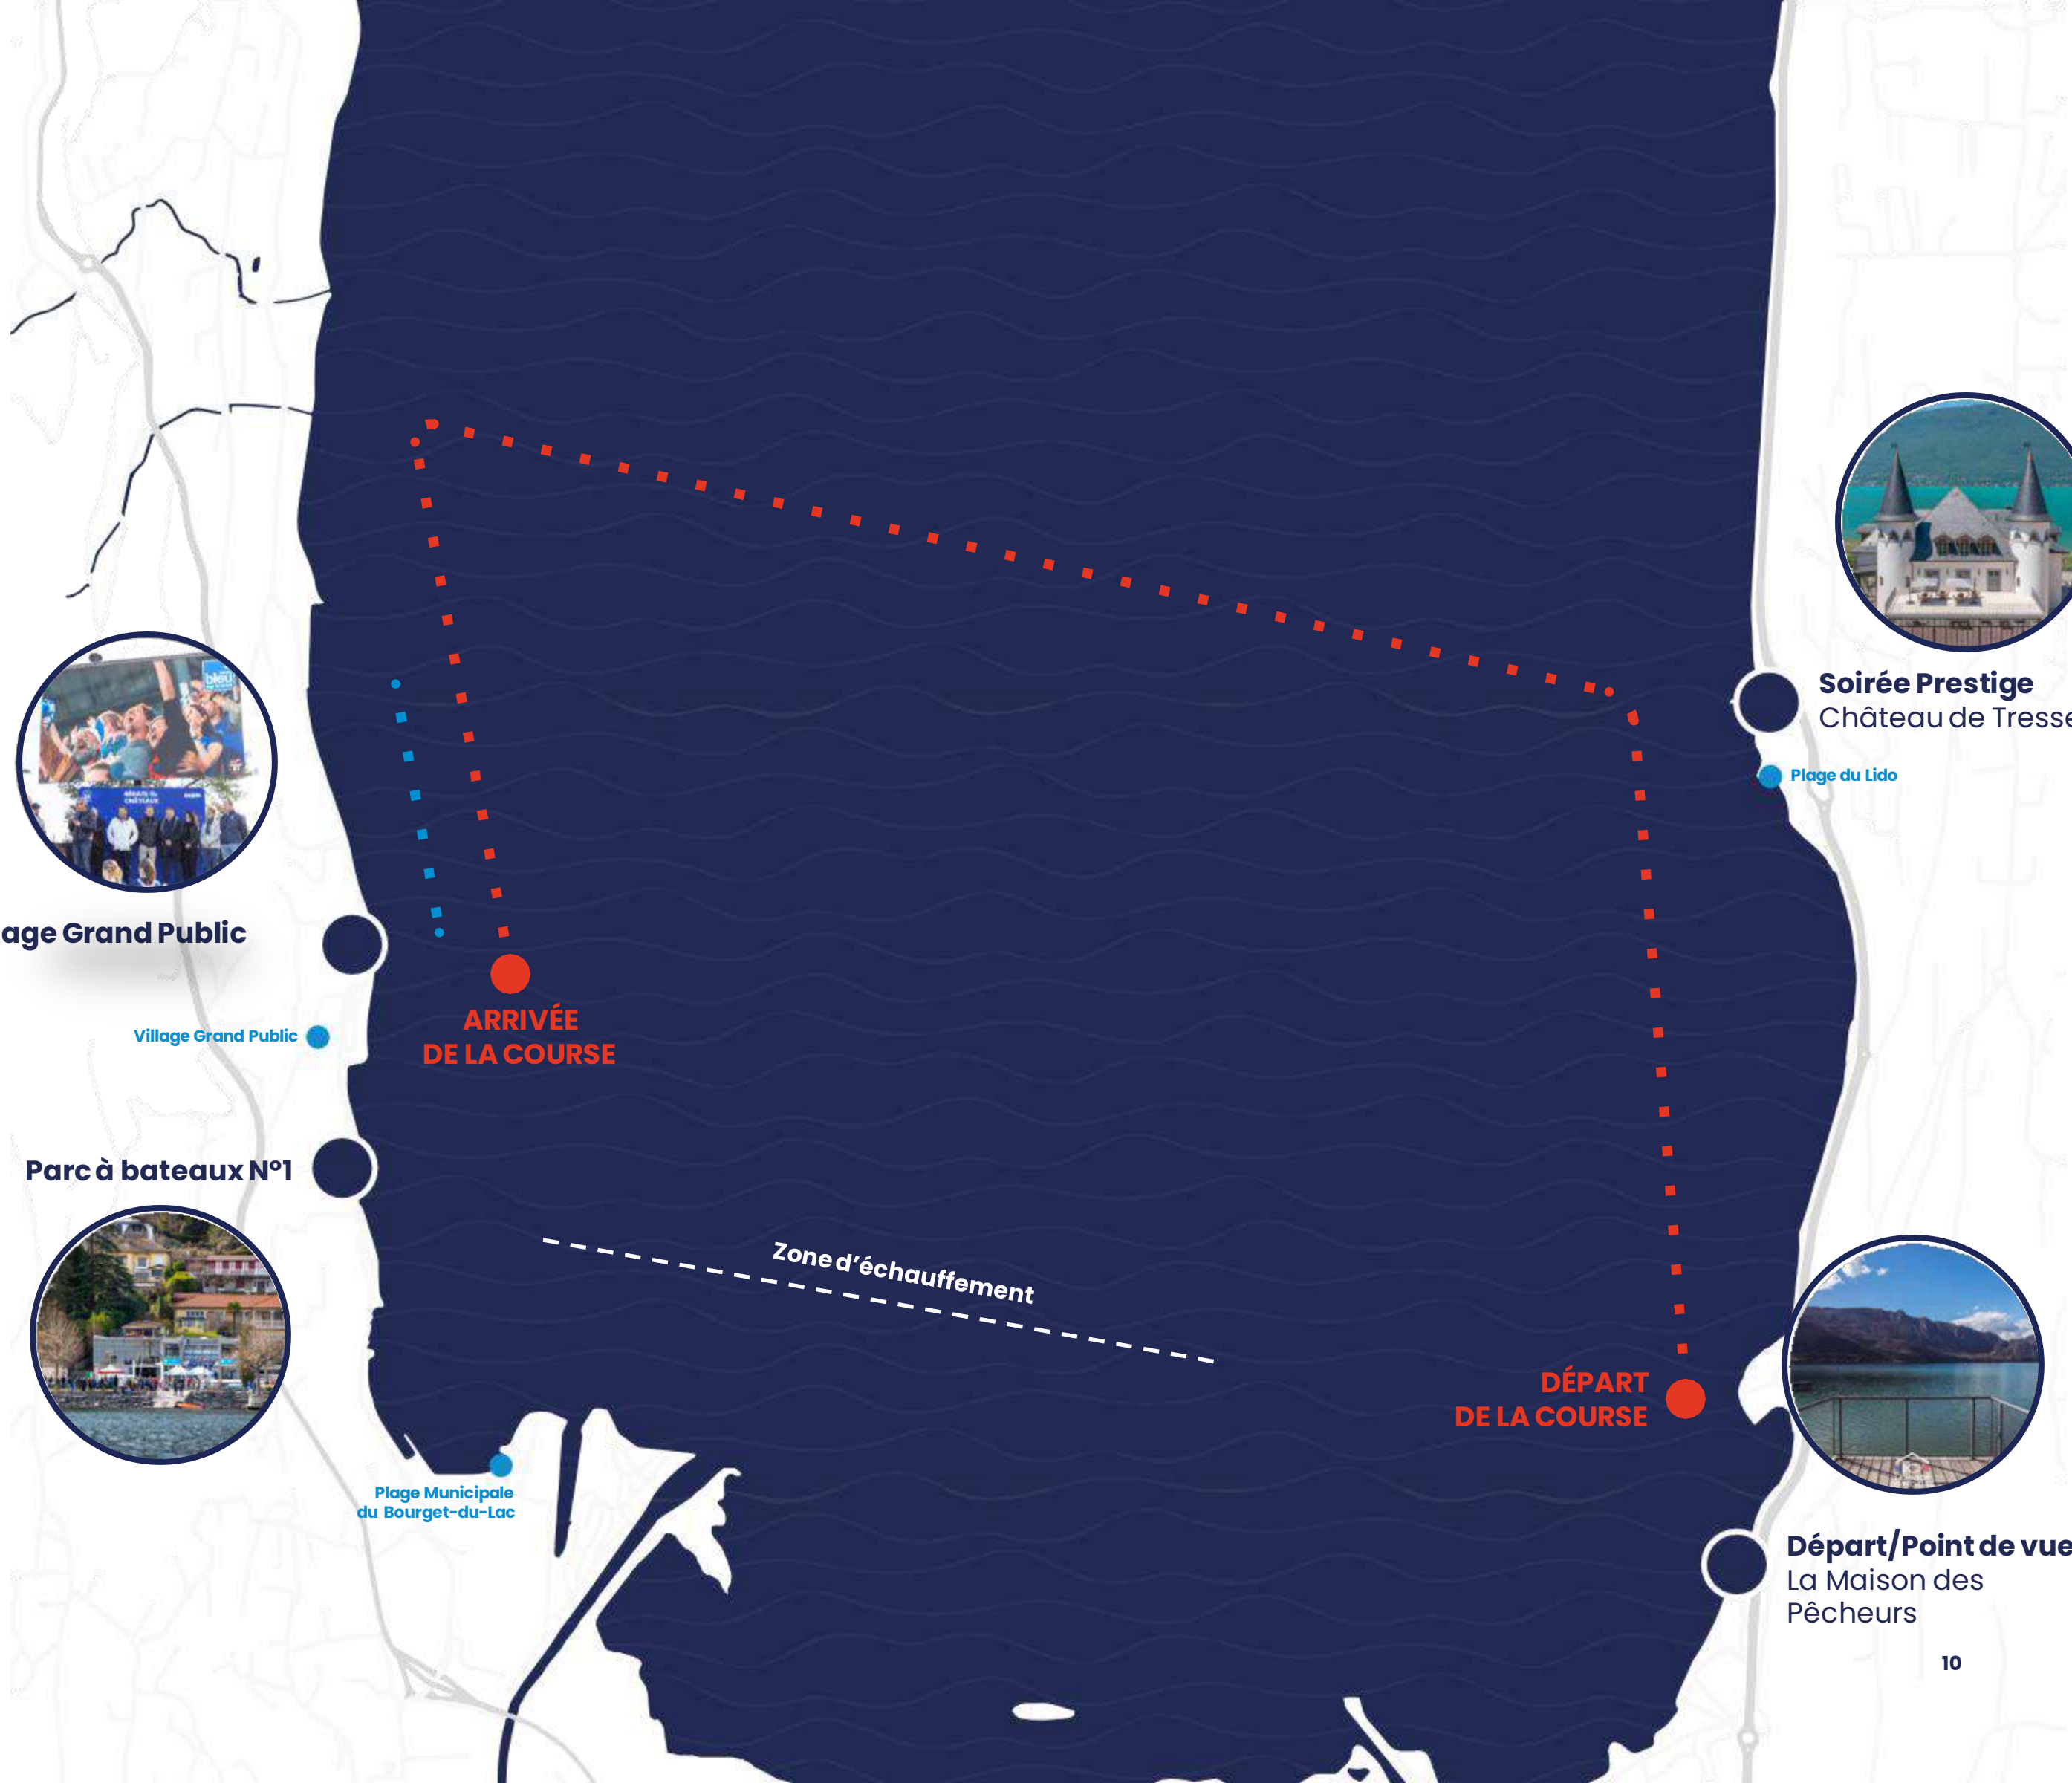 bleu
Soirée Prestige
Château de Tresse
Plage du Lido
age Grand Public
ARRIVÉE
DE LA COURSE
Village Grand Public
Parc à bateaux N°1
Zone d'échauffement
DÉPART
DE LA COURSE
Plage Municipale
du Bourget-du-Lac
Départ/Point de vue
La Maison des
Pêcheurs
10